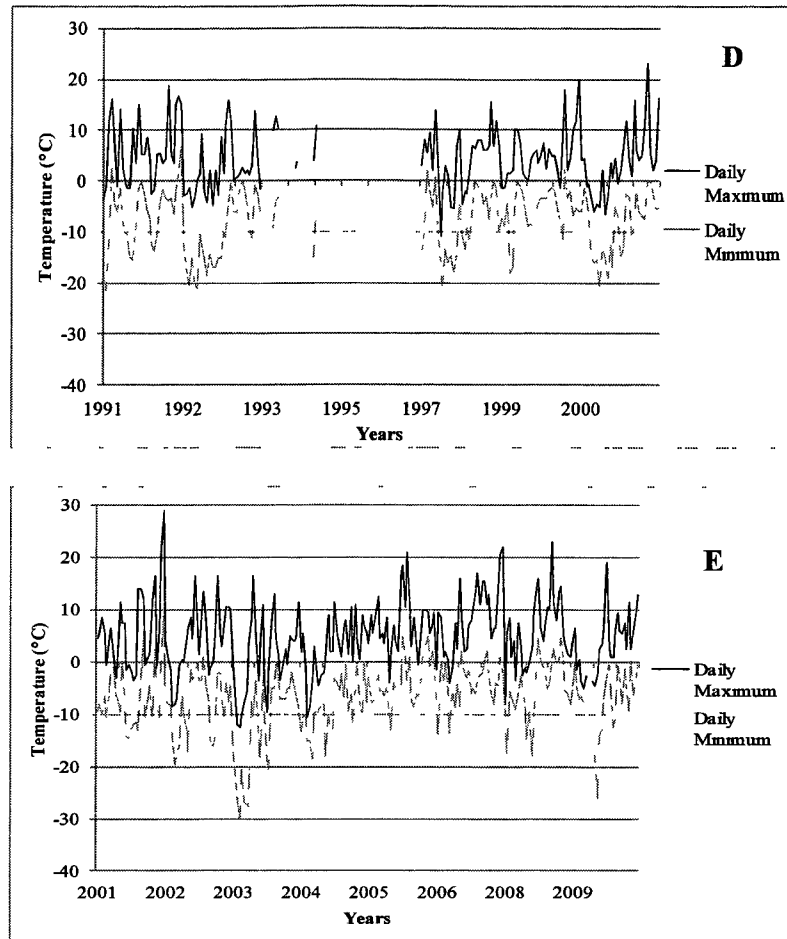 30
20
10
0
-10
-20
-30
-40
Temperature (°C)
D
Daily
Maximum
Daily
Minimum
1991 1992 1993 1995 1997 1999 2000
Years
30
20
10
0
-10
-20
-30
-40
Temperature (°C)
E
Daily
Maximum
Daily
Minimum
2001 2002 2003 2004 2005 2006 2008 2009
Years